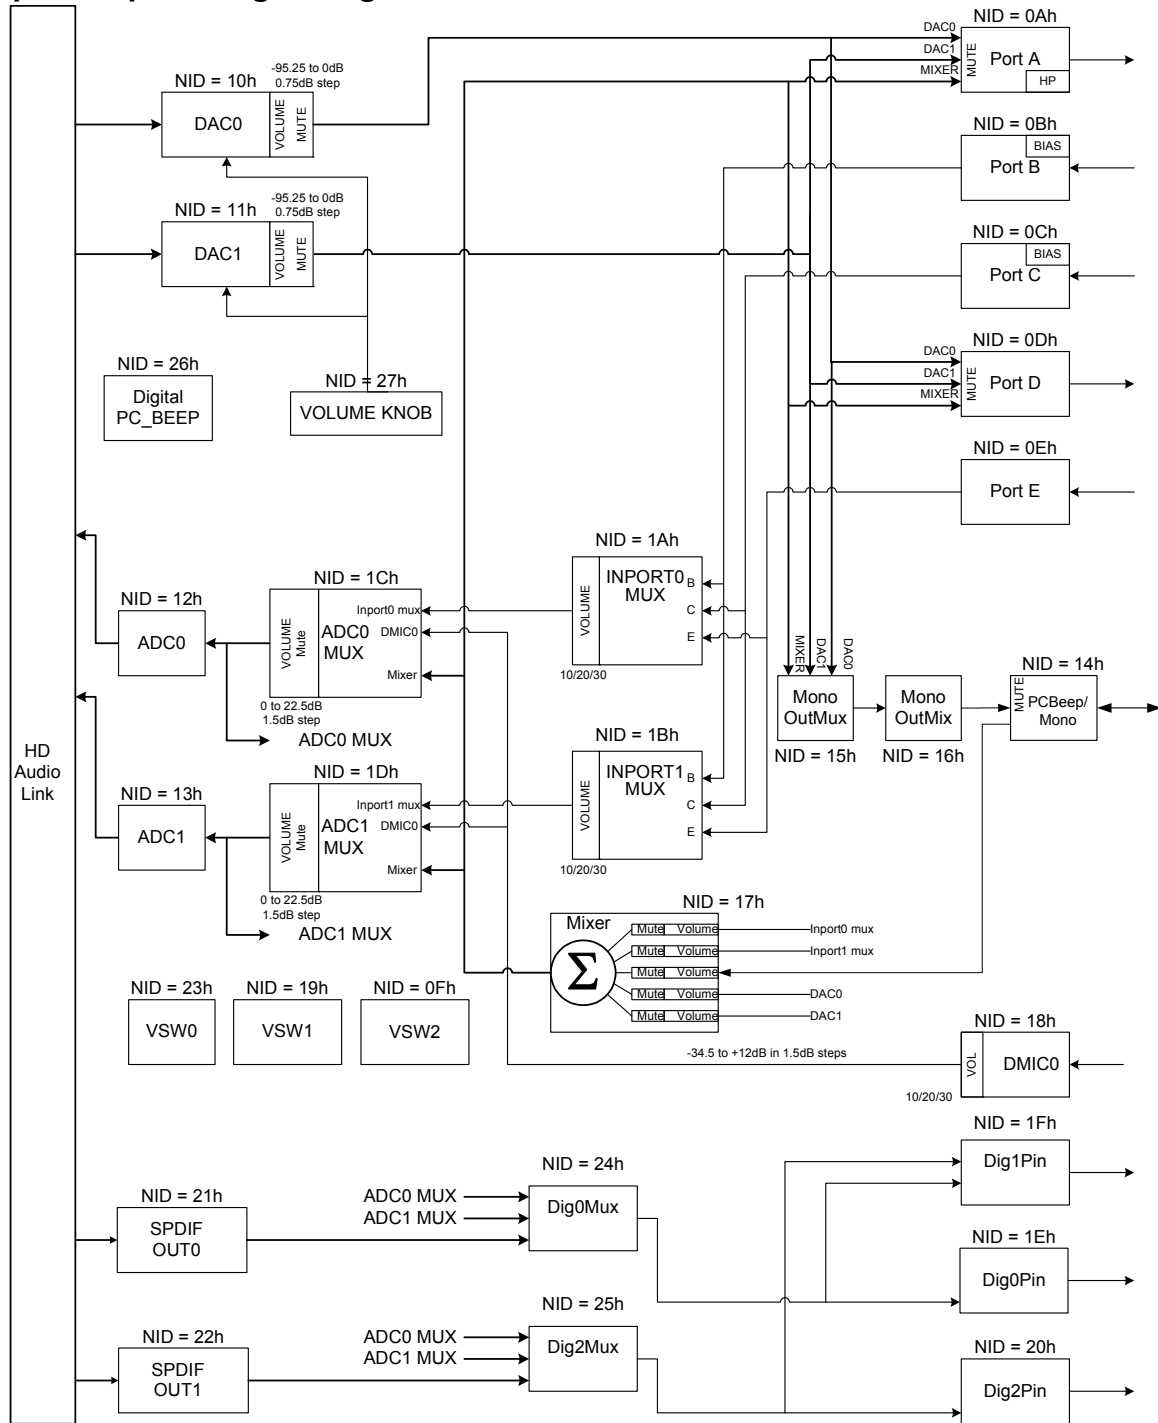 NID = 0Ah
DAC0
DAC1
MIXER
MUTE
Port A
HP
NID = 10h
-95.25 to 0dB
0.75dB step
DAC0
VOLUME
MUTE
NID = 0Bh
BIAS
Port B
NID = 11h
-95.25 to 0dB
0.75dB step
DAC1
VOLUME
MUTE
NID = 0Ch
BIAS
Port C
NID = 0Dh
DAC0
DAC1
MIXER
MUTE
Port D
NID = 26h
Digital
PC_BEEP
NID = 27h
VOLUME KNOB
NID = 0Eh
Port E
NID = 1Ah
INPORT0
MUX
VOLUME
B
C
E
10/20/30
NID = 1Ch
VOLUME
Mute
ADC0
MUX
Inport0 mux
DMIC0
Mixer
0 to 22.5dB
1.5dB step
NID = 12h
ADC0
ADC0 MUX
MIXER
DAC1
DAC0
Mono
OutMux
NID = 15h
Mono
OutMix
NID = 16h
NID = 14h
MUTE
PCBeep/
Mono
HD
Audio
Link
NID = 1Bh
INPORT1
MUX
VOLUME
B
C
E
10/20/30
NID = 1Dh
VOLUME
Mute
ADC1
MUX
Inport1 mux
DMIC0
Mixer
0 to 22.5dB
1.5dB step
NID = 13h
ADC1
ADC1 MUX
NID = 17h
Mixer
Σ
Mute Volume Inport0 mux
Mute Volume Inport1 mux
Mute Volume
Mute Volume DAC0
Mute Volume DAC1
NID = 23h
VSW0
NID = 19h
VSW1
NID = 0Fh
VSW2
-34.5 to +12dB in 1.5dB steps
NID = 18h
VOL
DMIC0
10/20/30
NID = 1Fh
Dig1Pin
NID = 24h
ADC0 MUX
ADC1 MUX
Dig0Mux
NID = 21h
SPDIF
OUT0
NID = 1Eh
Dig0Pin
NID = 25h
ADC0 MUX
ADC1 MUX
Dig2Mux
NID = 22h
SPDIF
OUT1
NID = 20h
Dig2Pin